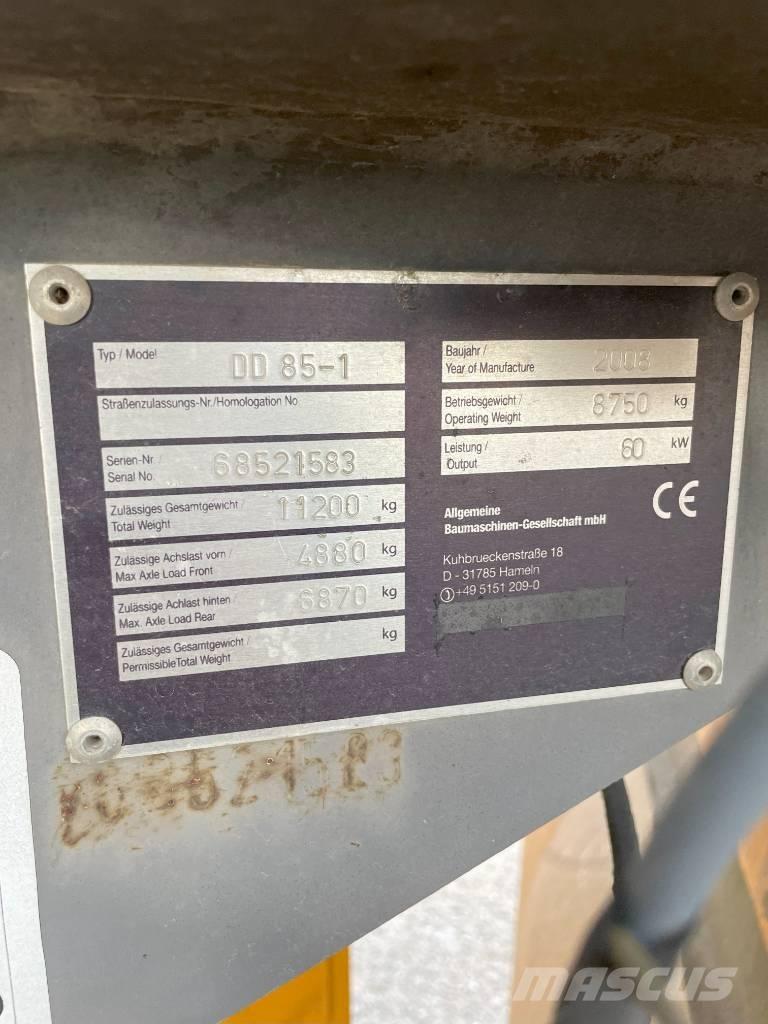 Typ / Model DD 85-1
Straßenzulassungs-Nr./Homologation No
Serien-Nr /
Serial No. 68521583
Zulässiges Gesamtgewicht /
Total Weight 11200 kg
Zulässige Achslast vorn /
Max Axle Load Front 4880 kg
Zulässige Achlast hinten /
Max. Axle Load Rear 6870 kg
Zulässiges Gesamtgewicht /
Permissible Total Weight kg
Baujahr /
Year of Manufacture 2008
Betriebsgewicht /
Operating Weight 8750 kg
Leistung /
Output 60 kW
Allgemeine
Baumaschinen-Gesellschaft mbH
CE
Kuhbrueckenstraße 18
D - 31785 Hameln
+49 5151 209-0
MASCUS